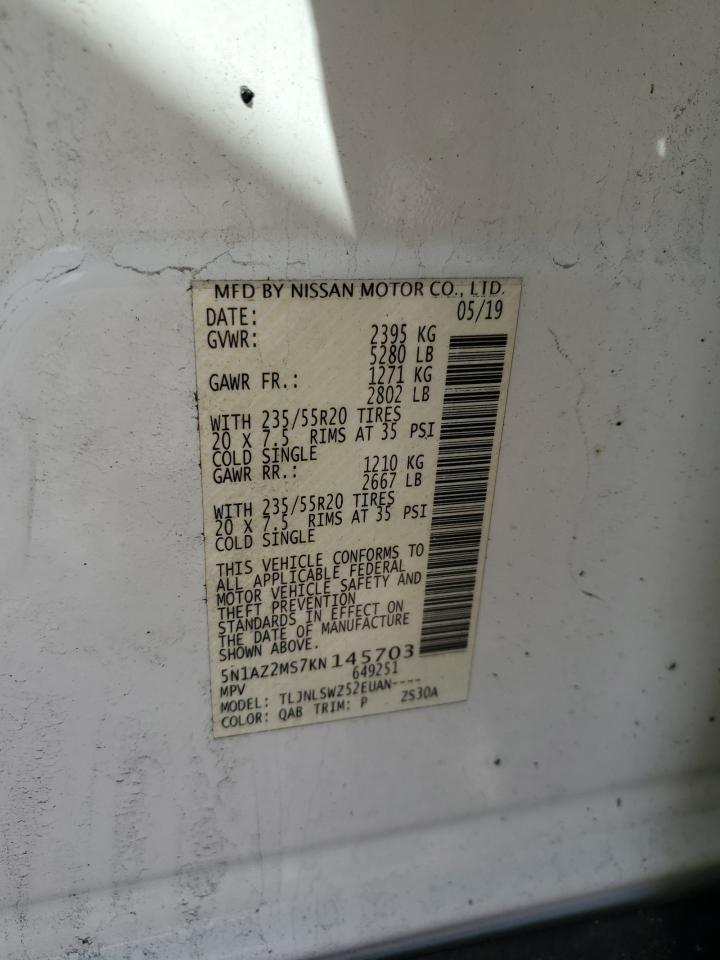 MFD BY NISSAN MOTOR CO., LTD.
DATE: 05/19
GVWR: 2395 KG
5280 LB
GAWR FR.: 1271 KG
2802 LB
WITH 235/55R20 TIRES
20 X 7.5 RIMS AT 35 PSI
COLD SINGLE
GAWR RR.: 1210 KG
2667 LB
WITH 235/55R20 TIRES
20 X 7.5 RIMS AT 35 PSI
COLD SINGLE
THIS VEHICLE CONFORMS TO
ALL APPLICABLE FEDERAL
MOTOR VEHICLE SAFETY AND
THEFT PREVENTION
STANDARDS IN EFFECT ON
THE DATE OF MANUFACTURE
SHOWN ABOVE.
5N1AZ2MS7KN145703
MPV 649251
MODEL: TLJNLSWZ52EUAN----
COLOR: QAB TRIM: P ZS30A